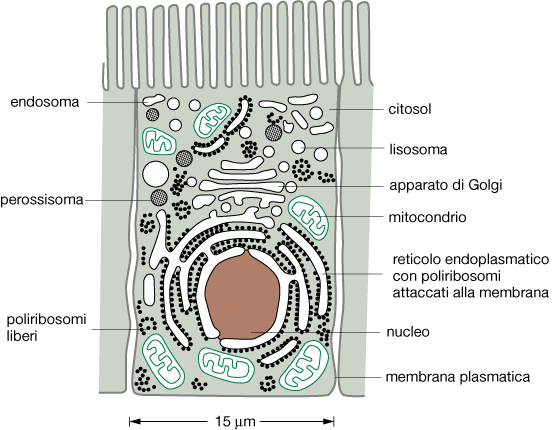 endosoma
citosol
lisosoma
apparato di Golgi
perossisoma
mitocondrio
reticolo endoplasmatico
con poliribosomi
attaccati alla membrana
poliribosomi
liberi
nucleo
membrana plasmatica
15 μm